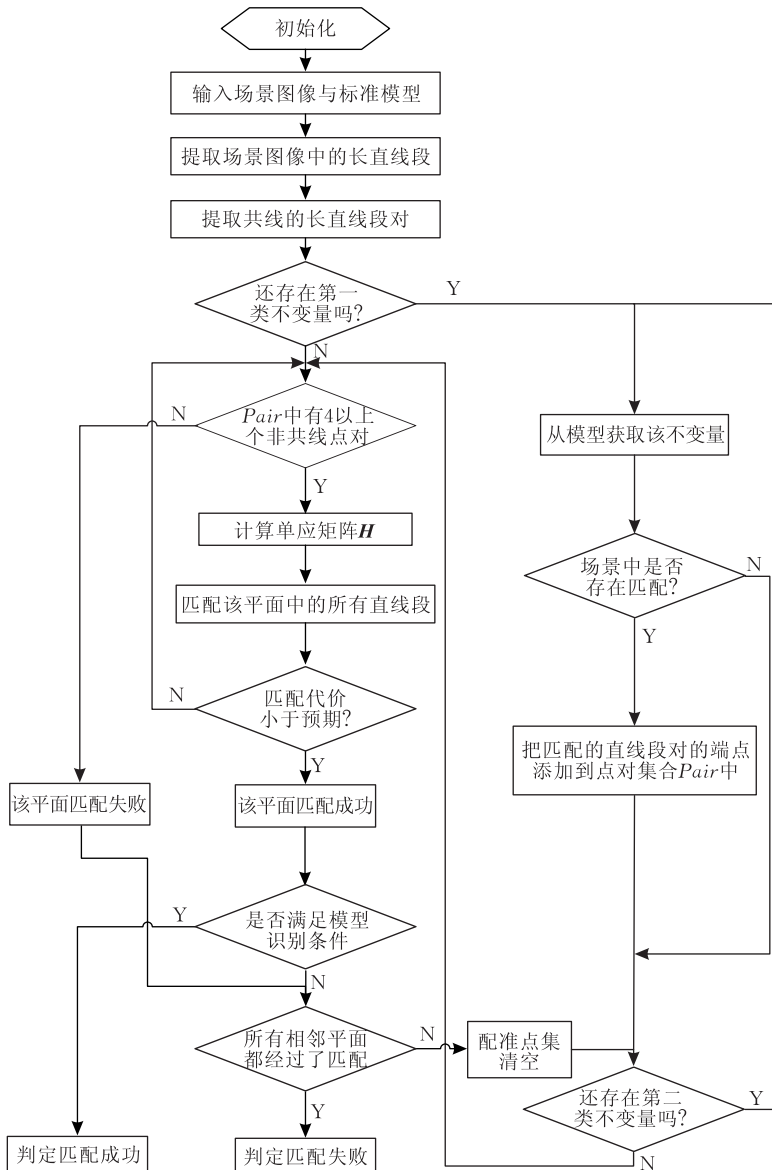 初始化
输入场景图像与标准模型
提取场景图像中的长直线段
提取共线的长直线段对
还存在第一
类不变量吗?
Y
N
Pair中有4以上
个非共线点对
N
Y
从模型获取该不变量
计算单应矩阵H
场景中是否
存在匹配?
N
Y
匹配该平面中的所有直线段
匹配代价
小于预期?
N
Y
把匹配的直线段对的端点
添加到点对集合Pair中
该平面匹配失败
该平面匹配成功
是否满足模型
识别条件
Y
N
所有相邻平面
都经过了匹配
N
Y
配准点集
清空
还存在第二
类不变量吗?
Y
N
判定匹配成功
判定匹配失败